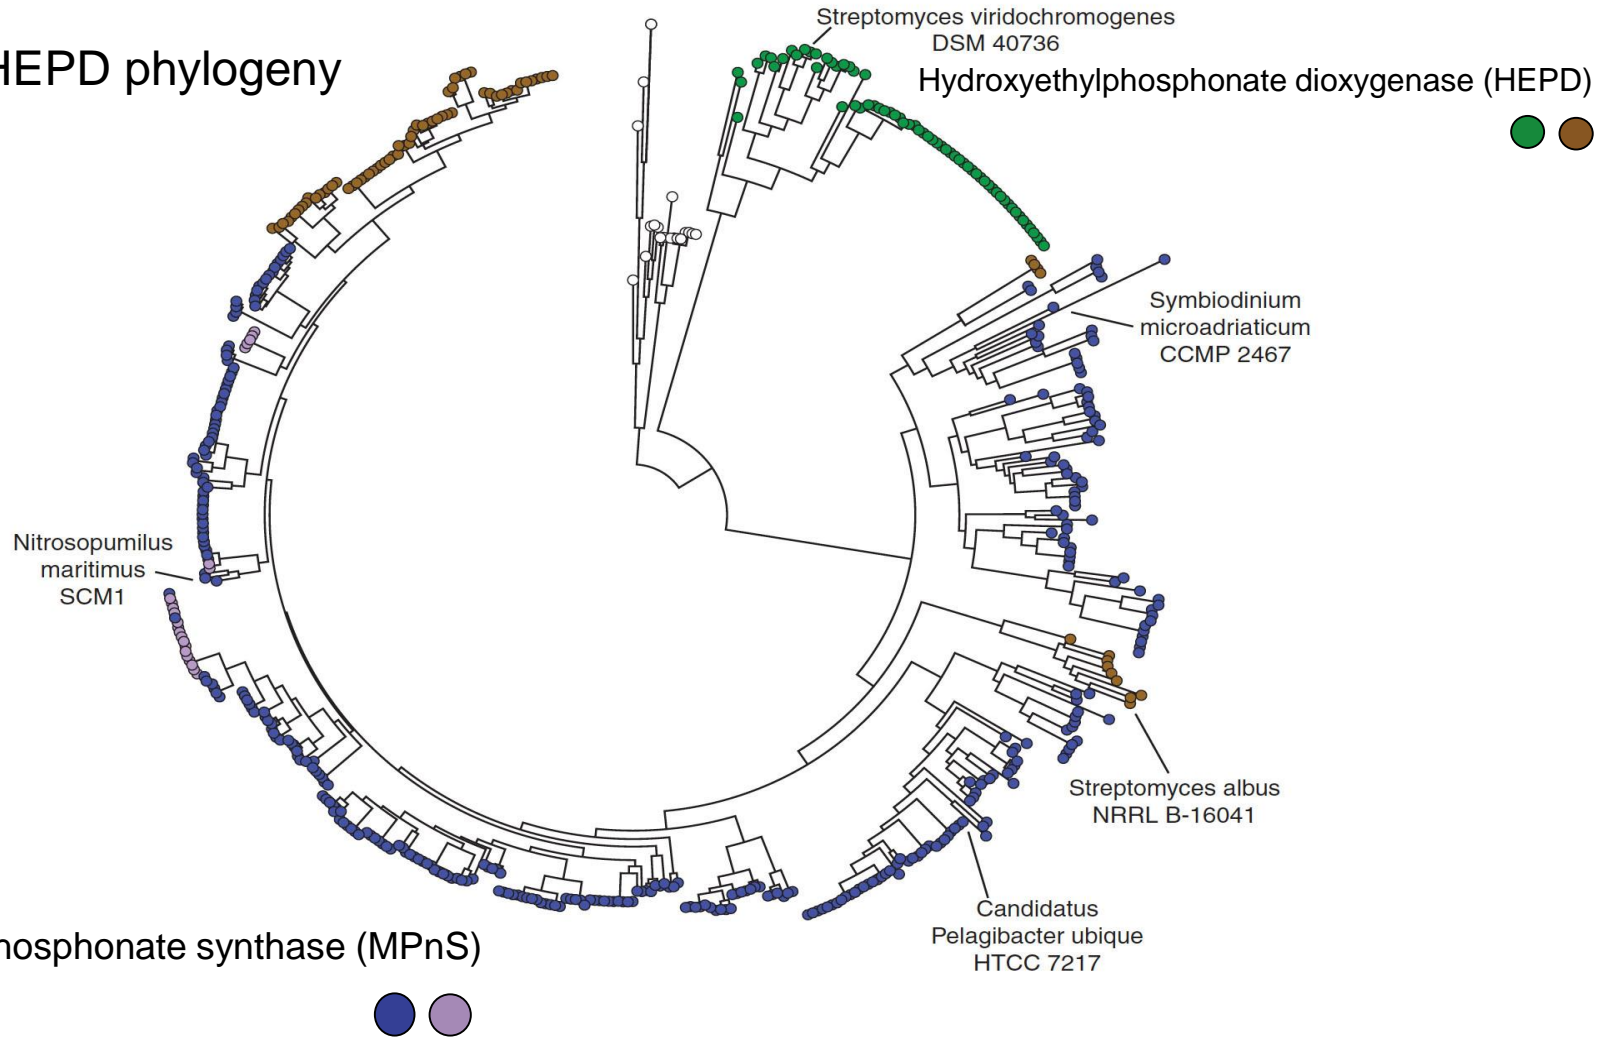 Streptomyces viridochromogenes
DSM 40736
HEPD phylogeny
Hydroxyethylphosphonate dioxygenase (HEPD)
Symbiodinium
microadriaticum
CCMP 2467
Nitrosopumilus
maritimus
SCM1
Streptomyces albus
NRRL B-16041
Candidatus
Pelagibacter ubique
HTCC 7217
hosphonate synthase (MPnS)